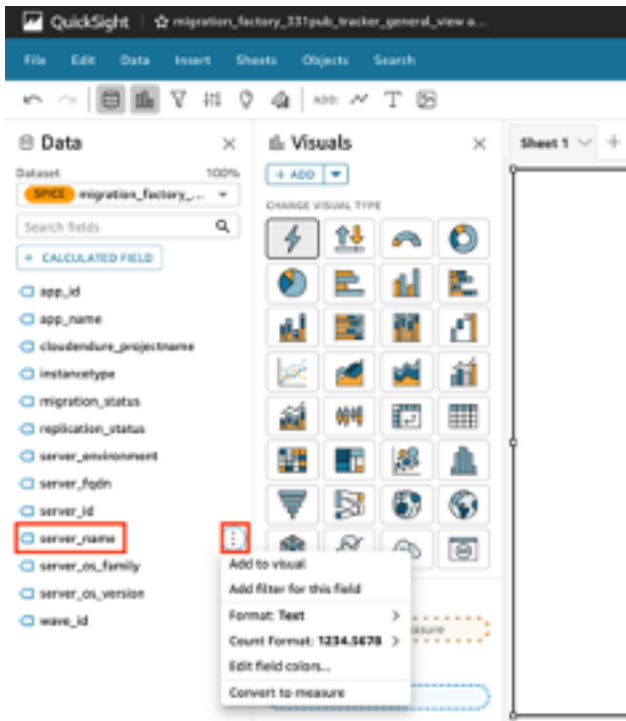 QuickSight
migration_factory_331pub_tracker_general_view a...
File Edit Data Insert Sheets Objects Search
ADD:
Data
Visuals
Sheet 1
Dataset 100%
SPICE migration_factory_...
+ ADD
CHANGE VISUAL TYPE
Search fields
+ CALCULATED FIELD
app_id
app_name
cloudendure_projectname
instancetype
migration_status
replication_status
server_environment
server_fqdn
server_id
server_name
server_os_family
server_os_version
wave_id
Add to visual
Add filter for this field
Format: Text
Count Format: 1234.5678
Edit field colors...
Convert to measure